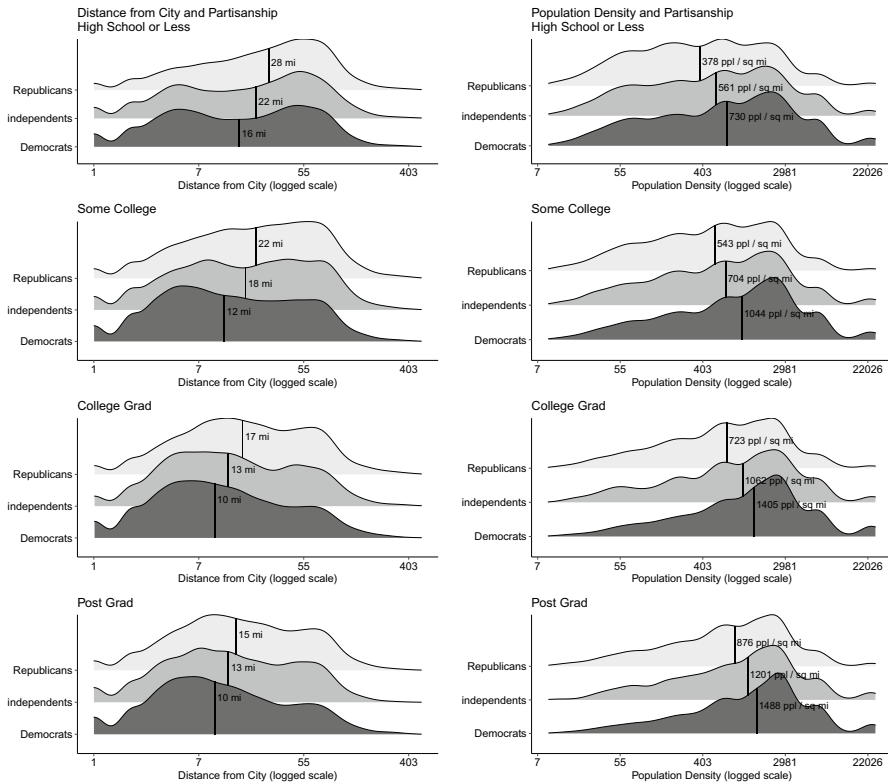 Distance from City and Partisanship
High School or Less
Republicans
independents
Democrats
28 mi
22 mi
16 mi
1 7 55 403
Distance from City (logged scale)
Population Density and Partisanship
High School or Less
Republicans
independents
Democrats
378 ppl / sq mi
561 ppl / sq mi
730 ppl / sq mi
7 55 403 2981 22026
Population Density (logged scale)
Some College
Republicans
independents
Democrats
22 mi
18 mi
12 mi
1 7 55 403
Distance from City (logged scale)
Some College
Republicans
independents
Democrats
543 ppl / sq mi
704 ppl / sq mi
1044 ppl / sq mi
7 55 403 2981 22026
Population Density (logged scale)
College Grad
Republicans
independents
Democrats
17 mi
13 mi
10 mi
1 7 55 403
Distance from City (logged scale)
College Grad
Republicans
independents
Democrats
723 ppl / sq mi
1062 ppl / sq mi
1405 ppl / sq mi
7 55 403 2981 22026
Population Density (logged scale)
Post Grad
Republicans
independents
Democrats
15 mi
13 mi
10 mi
1 7 55 403
Distance from City (logged scale)
Post Grad
Republicans
independents
Democrats
876 ppl / sq mi
1201 ppl / sq mi
1488 ppl / sq mi
7 55 403 2981 22026
Population Density (logged scale)